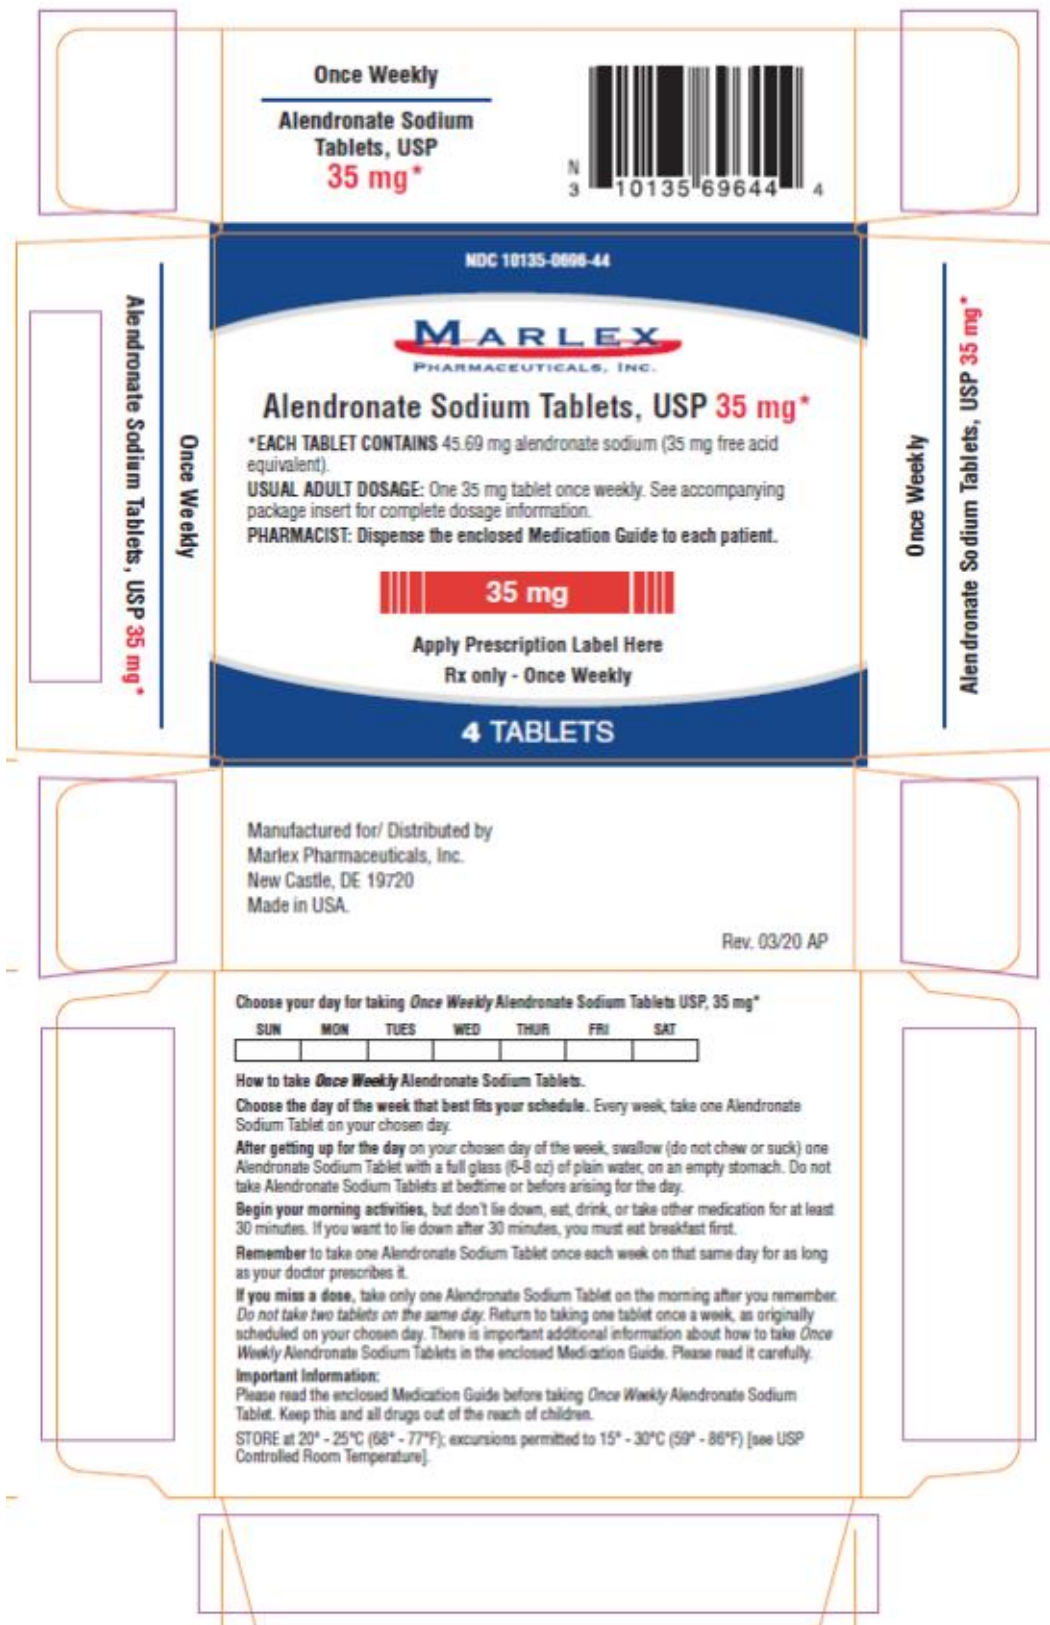 Once Weekly
Alendronate Sodium
Tablets, USP
35 mg*
N
3 10135 69644 4
NDC 10135-0696-44
MARLEX
PHARMACEUTICALS, INC.
Alendronate Sodium Tablets, USP 35 mg*
*EACH TABLET CONTAINS 45.69 mg alendronate sodium (35 mg free acid
equivalent).
USUAL ADULT DOSAGE: One 35 mg tablet once weekly. See accompanying
package insert for complete dosage information.
PHARMACIST: Dispense the enclosed Medication Guide to each patient.
35 mg
Apply Prescription Label Here
Rx only - Once Weekly
4 TABLETS
Once Weekly
Alendronate Sodium Tablets, USP 35 mg*
Once Weekly
Alendronate Sodium Tablets, USP 35 mg*
Manufactured for/ Distributed by
Marlex Pharmaceuticals, Inc.
New Castle, DE 19720
Made in USA.
Rev. 03/20 AP
Choose your day for taking Once Weekly Alendronate Sodium Tablets USP, 35 mg*
SUN MON TUES WED THUR FRI SAT
How to take Once Weekly Alendronate Sodium Tablets.
Choose the day of the week that best fits your schedule. Every week, take one Alendronate
Sodium Tablet on your chosen day.
After getting up for the day on your chosen day of the week, swallow (do not chew or suck) one
Alendronate Sodium Tablet with a full glass (6-8 oz) of plain water, on an empty stomach. Do not
take Alendronate Sodium Tablets at bedtime or before arising for the day.
Begin your morning activities, but don't lie down, eat, drink, or take other medication for at least
30 minutes. If you want to lie down after 30 minutes, you must eat breakfast first.
Remember to take one Alendronate Sodium Tablet once each week on that same day for as long
as your doctor prescribes it.
If you miss a dose, take only one Alendronate Sodium Tablet on the morning after you remember.
Do not take two tablets on the same day. Return to taking one tablet once a week, as originally
scheduled on your chosen day. There is important additional information about how to take Once
Weekly Alendronate Sodium Tablets in the enclosed Medication Guide. Please read it carefully.
Important Information:
Please read the enclosed Medication Guide before taking Once Weekly Alendronate Sodium
Tablet. Keep this and all drugs out of the reach of children.
STORE at 20° - 25°C (68° - 77°F); excursions permitted to 15° - 30°C (59° - 86°F) [see USP
Controlled Room Temperature].